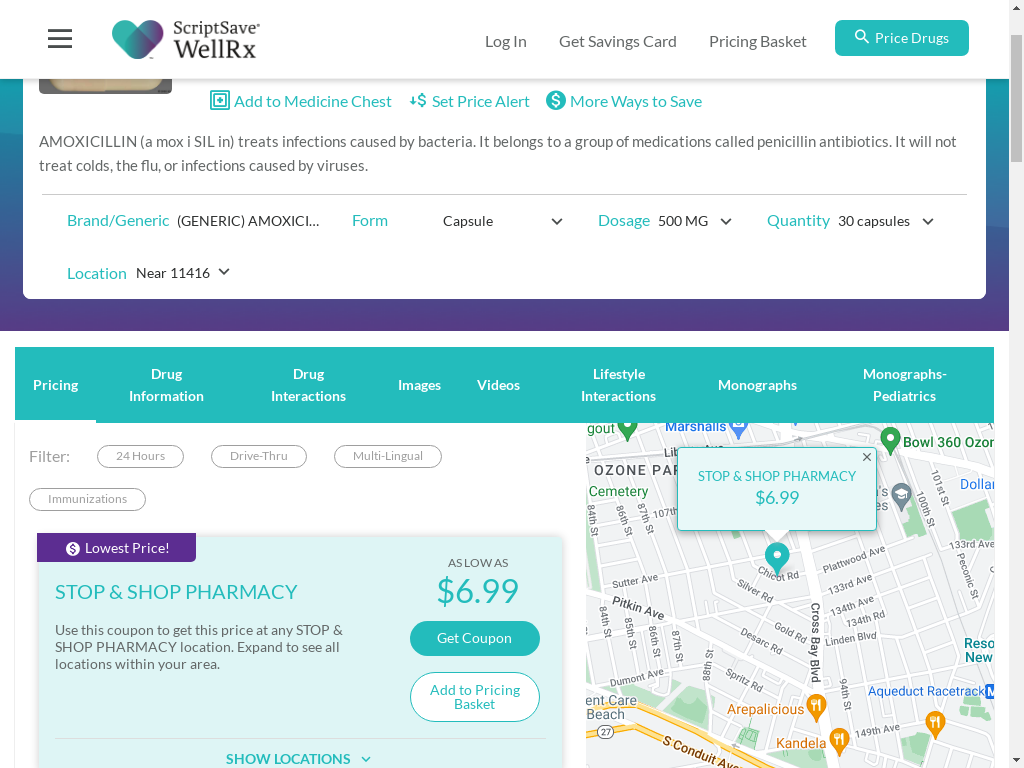 ScriptSave®
WellRx
Log In
Get Savings Card
Pricing Basket
Price Drugs
Add to Medicine Chest
Set Price Alert
More Ways to Save
AMOXICILLIN (a mox i SIL in) treats infections caused by bacteria. It belongs to a group of medications called penicillin antibiotics. It will not
treat colds, the flu, or infections caused by viruses.
Brand/Generic (GENERIC) AMOXICI...
Form Capsule
Dosage 500 MG
Quantity 30 capsules
Location Near 11416
Pricing
Drug
Information
Drug
Interactions
Images
Videos
Lifestyle
Interactions
Monographs
Monographs-
Pediatrics
Filter:
24 Hours
Drive-Thru
Multi-Lingual
Immunizations
Lowest Price!
STOP & SHOP PHARMACY
Use this coupon to get this price at any STOP &
SHOP PHARMACY location. Expand to see all
locations within your area.
AS LOW AS
$6.99
Get Coupon
Add to Pricing
Basket
SHOW LOCATIONS
gout
Marshalls
Bowl 360 Ozon
OZONE PAR
Cemetery
STOP & SHOP PHARMACY
$6.99
Dollar
100th St
101st St
84th St
86th St
87th St
107th
133rd Ave
Peconic St
Plattwood Ave
Chicot Rd
Silver Rd
133rd Ave
134th Ave
134th Rd
Linden Blvd
Sutter Ave
Pitkin Ave
Gold Rd
Desarc Rd
Cross Bay Blvd
84th St
85th St
86th St
87th St
88th St
Spritz Rd
Dumont Ave
Reso
New
94th St
Aqueduct Racetrack
M
ent Care
Beach
Arepalicious
149th Ave
27
Kandela
S Conduit Ave